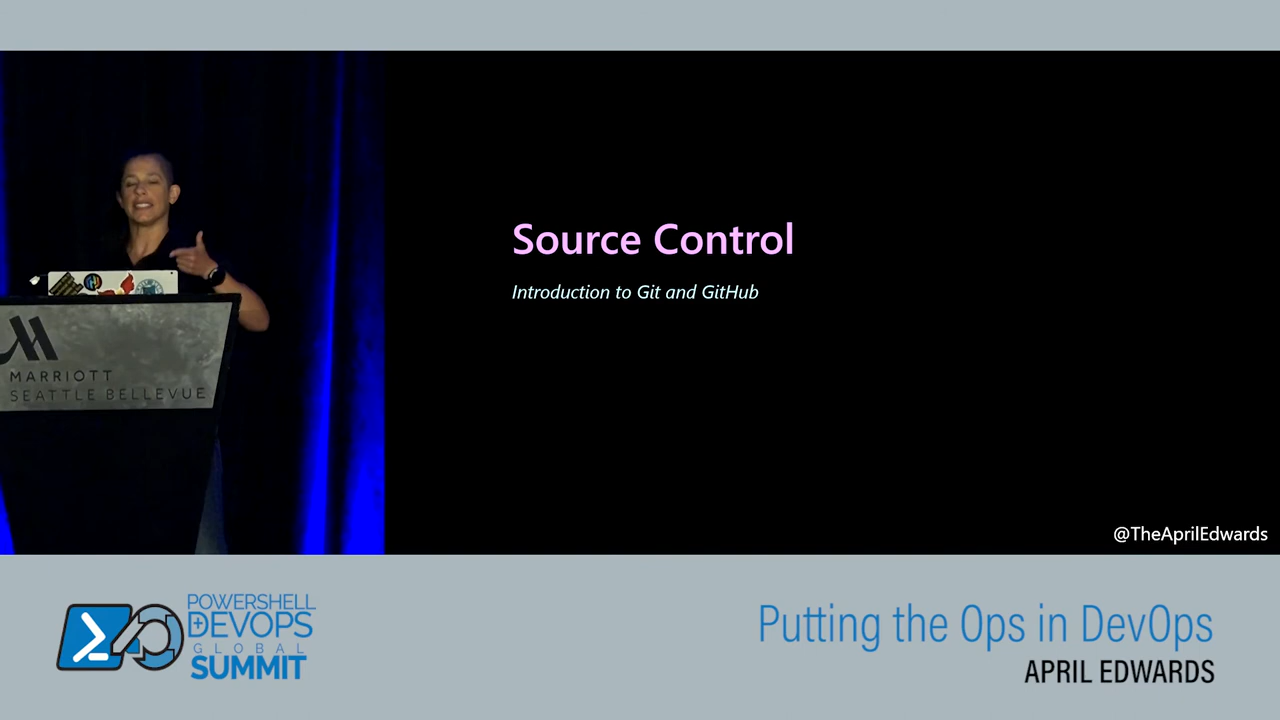 Source Control
Introduction to Git and GitHub
MARRIOTT
SEATTLE BELLEVUE
@TheAprilEdwards
POWERSHELL
+DEVOPS
GLOBAL
SUMMIT
Putting the Ops in DevOps
APRIL EDWARDS